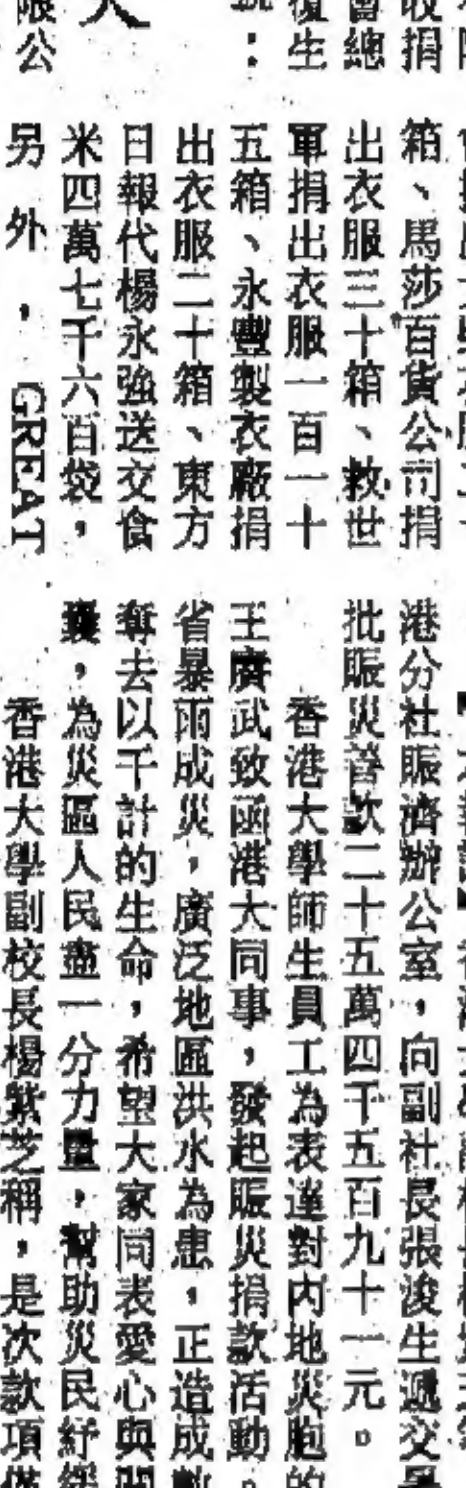 收捐
會總
復生
：
人
限公
箱、馬莎百貨公司捐
出衣服三十箱、救世
軍捐出衣服一百一十
五箱、永豐製衣廠捐
出衣服二十箱、東方
日報代楊永強送交食
米四萬七千六百袋，
另外，GREAT
港分社賑濟辦公室，向副社長張浚生遞交
批賑災善款二十五萬四千五百九十一元。
香港大學師生員工為表達對內地災胞的
王廣武致函港大同事，發起賑災捐款活動。
省暴雨成災，廣泛地區洪水為患，正造成
奪去以千計的生命，希望大家同表愛心與
，為災區人民盡一分力量，幫助災民紓
香港大學副校長楊紫芝稱，是次款項